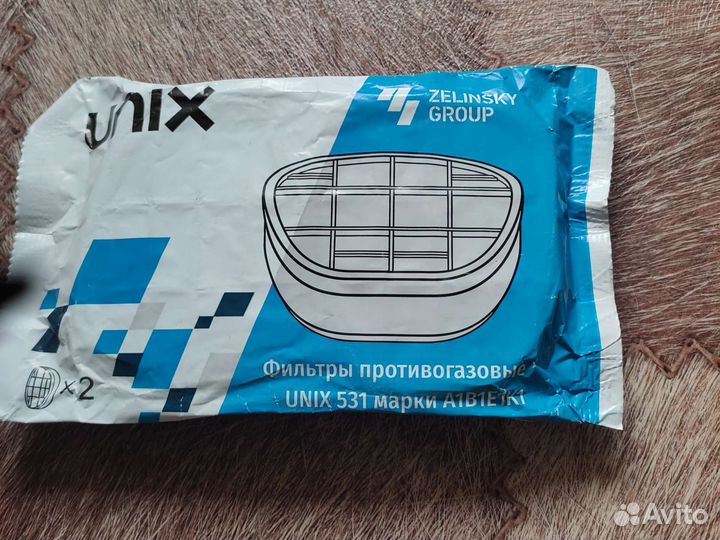 unix
ZELINSKY
GROUP
Фильтры противогазовые
UNIX 531 марки A1B1E1K1
x2
Avito